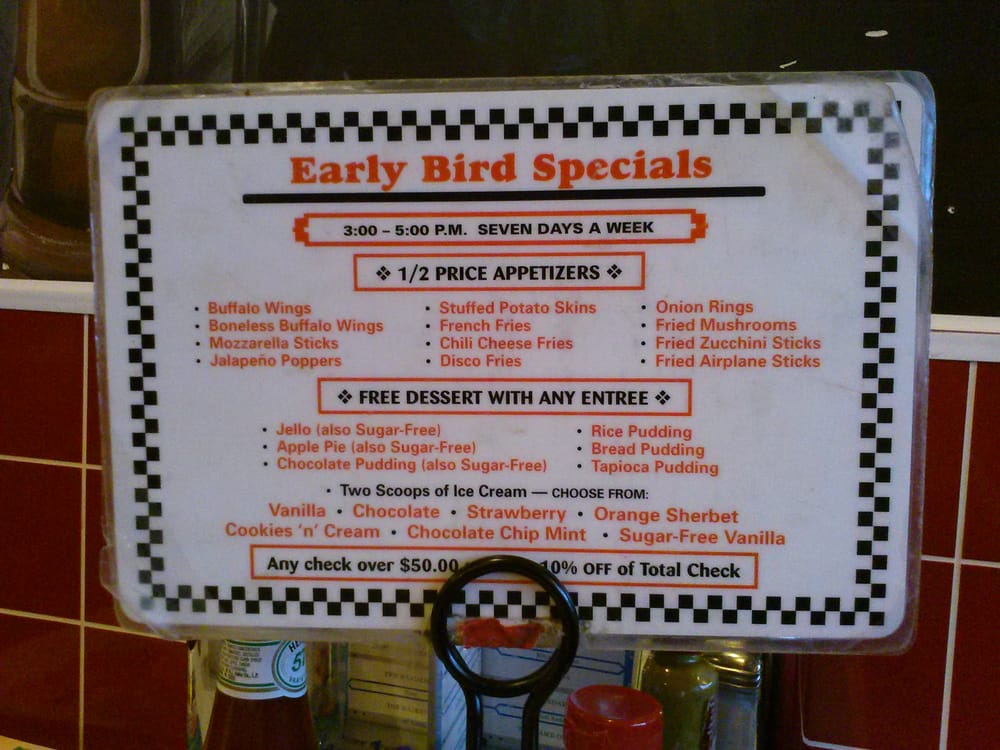 Early Bird Specials
3:00 – 5:00 P.M. SEVEN DAYS A WEEK
❖ 1/2 PRICE APPETIZERS ❖
• Buffalo Wings
• Boneless Buffalo Wings
• Mozzarella Sticks
• Jalapeño Poppers
• Stuffed Potato Skins
• French Fries
• Chili Cheese Fries
• Disco Fries
• Onion Rings
• Fried Mushrooms
• Fried Zucchini Sticks
• Fried Airplane Sticks
❖ FREE DESSERT WITH ANY ENTREE ❖
• Jello (also Sugar-Free)
• Apple Pie (also Sugar-Free)
• Chocolate Pudding (also Sugar-Free)
• Rice Pudding
• Bread Pudding
• Tapioca Pudding
• Two Scoops of Ice Cream — CHOOSE FROM:
Vanilla • Chocolate • Strawberry • Orange Sherbet
Cookies ‘n’ Cream • Chocolate Chip Mint • Sugar-Free Vanilla
Any check over $50.00 10% OFF of Total Check